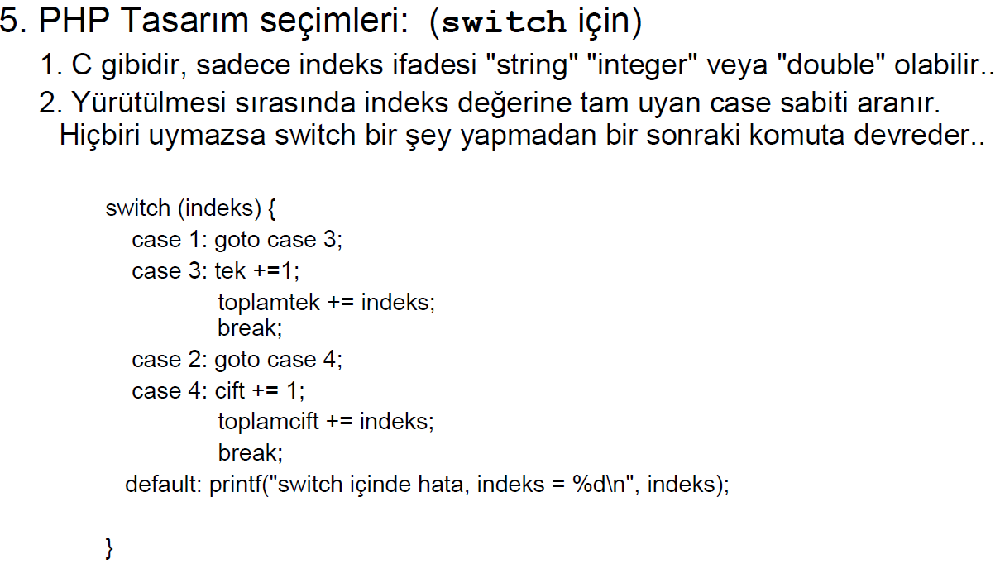 5. PHP Tasarım seçimleri: (switch için)
1. C gibidir, sadece indeks ifadesi "string" "integer" veya "double" olabilir..
2. Yürütülmesi sırasında indeks değerine tam uyan case sabiti aranır.
Hiçbiri uymazsa switch bir şey yapmadan bir sonraki komuta devreder..
switch (indeks) {
case 1: goto case 3;
case 3: tek +=1;
toplamtek += indeks;
break;
case 2: goto case 4;
case 4: cift += 1;
toplamcift += indeks;
break;
default: printf("switch içinde hata, indeks = %d\n", indeks);
}